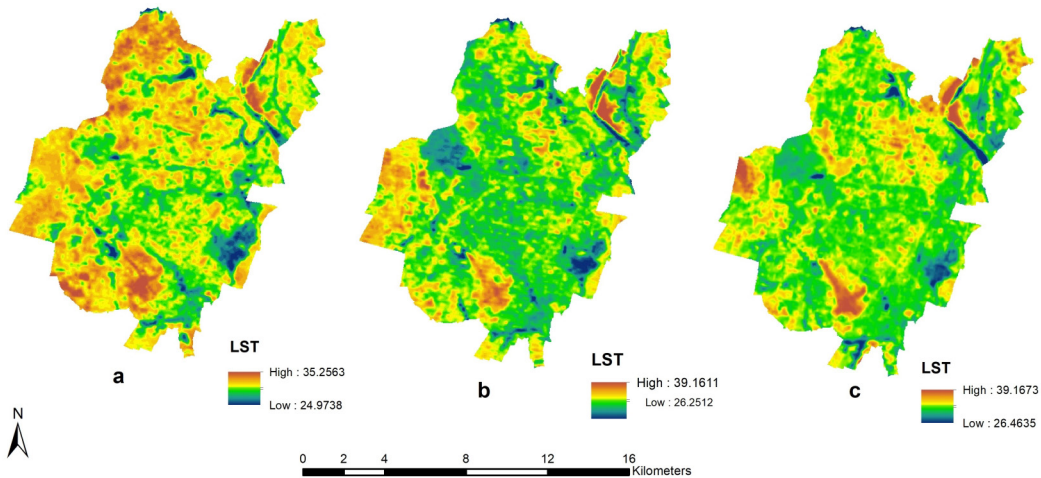 LST
High : 35.2563
Low : 24.9738
a
LST
High : 39.1611
Low : 26.2512
b
LST
High : 39.1673
Low : 26.4635
c
N
0 2 4 8 12 16
Kilometers